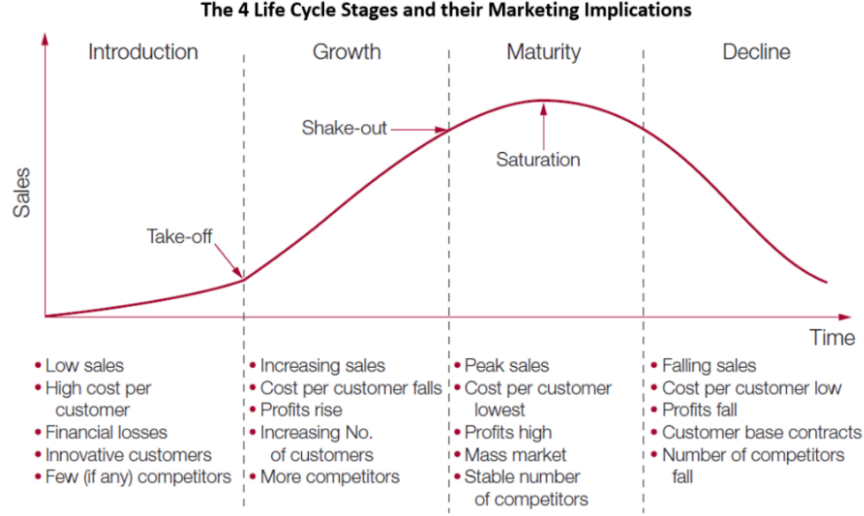 The 4 Life Cycle Stages and their Marketing Implications
Introduction
Growth
Maturity
Decline
Shake-out
Saturation
Take-off
Sales
Time
• Low sales
• High cost per
customer
• Financial losses
• Innovative customers
• Few (if any) competitors
• Increasing sales
• Cost per customer falls
• Profits rise
• Increasing No.
of customers
• More competitors
• Peak sales
• Cost per customer
lowest
• Profits high
• Mass market
• Stable number
of competitors
• Falling sales
• Cost per customer low
• Profits fall
• Customer base contracts
• Number of competitors
fall